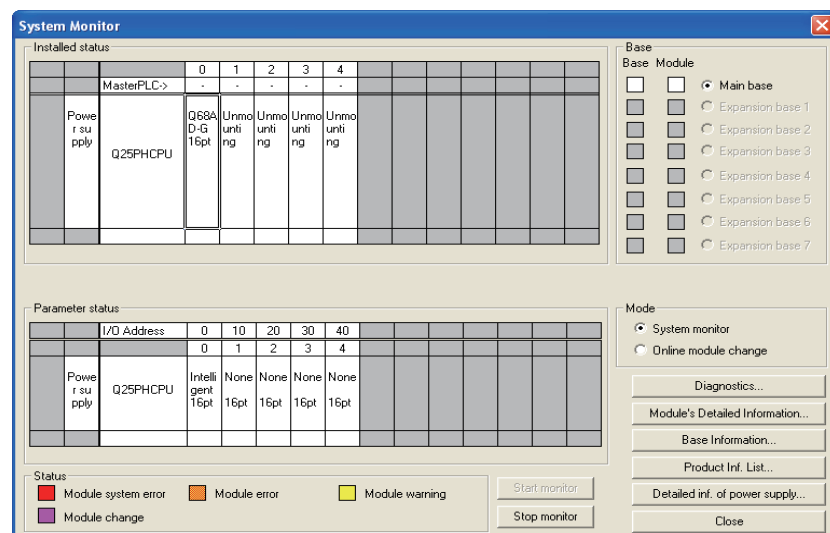 System Monitor
Installed status
0 1 2 3 4
MasterPLC-> - - - - -
Powe
r su
pply
Q25PHCPU
Q68A
D-G
16pt
Unmo
unti
ng
Unmo
unti
ng
Unmo
unti
ng
Unmo
unti
ng
Base
Base Module
Main base
Expansion base 1
Expansion base 2
Expansion base 3
Expansion base 4
Expansion base 5
Expansion base 6
Expansion base 7
Parameter status
I/O Address 0 10 20 30 40
0 1 2 3 4
Powe
r su
pply
Q25PHCPU
Intelli
gent
16pt
None
16pt
None
16pt
None
16pt
None
16pt
Mode
System monitor
Online module change
Diagnostics...
Module's Detailed Information...
Base Information...
Product Inf. List...
Detailed inf. of power supply...
Close
Status
Module system error
Module error
Module warning
Module change
Start monitor
Stop monitor